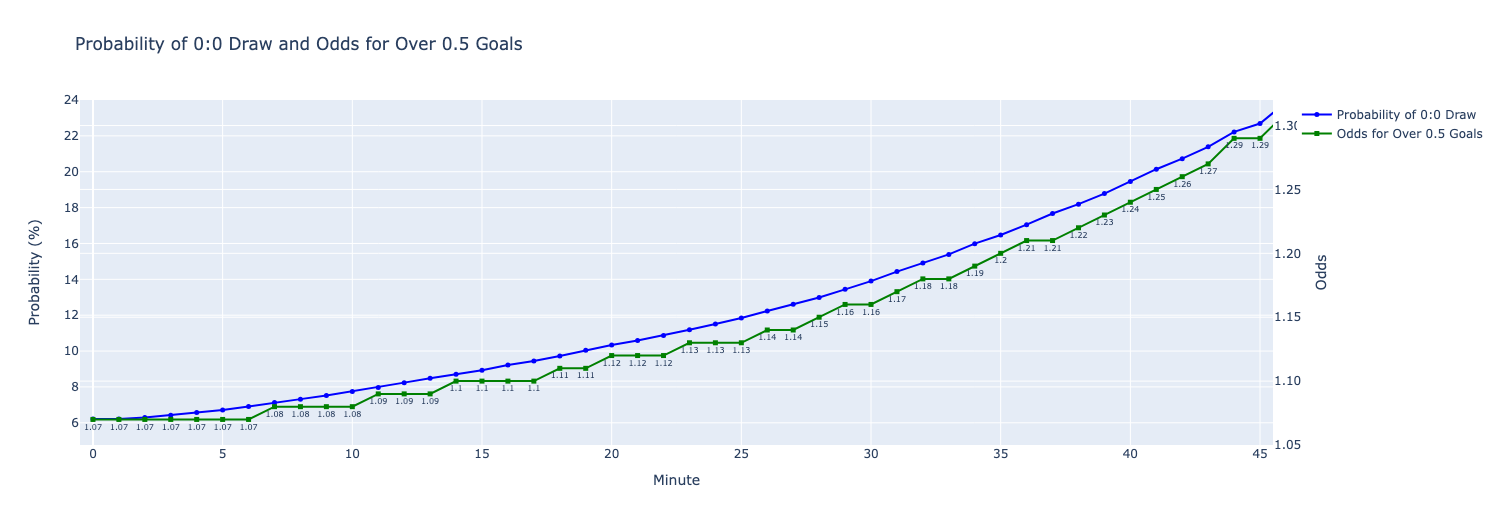 Probability of 0:0 Draw and Odds for Over 0.5 Goals
Probability of 0:0 Draw
Odds for Over 0.5 Goals
24
22
20
18
16
14
12
10
8
6
Probability (%)
1.30
1.25
1.20
1.15
1.10
1.05
Odds
1.07 1.07 1.07 1.07 1.07 1.07 1.07 1.08 1.08 1.08 1.08 1.09 1.09 1.09 1.1 1.1 1.1 1.1 1.11 1.11 1.12 1.12 1.12 1.13 1.13 1.13 1.14 1.14 1.15 1.16 1.16 1.17 1.18 1.18 1.19 1.2 1.21 1.21 1.22 1.23 1.24 1.25 1.26 1.27 1.29 1.29
0 5 10 15 20 25 30 35 40 45
Minute